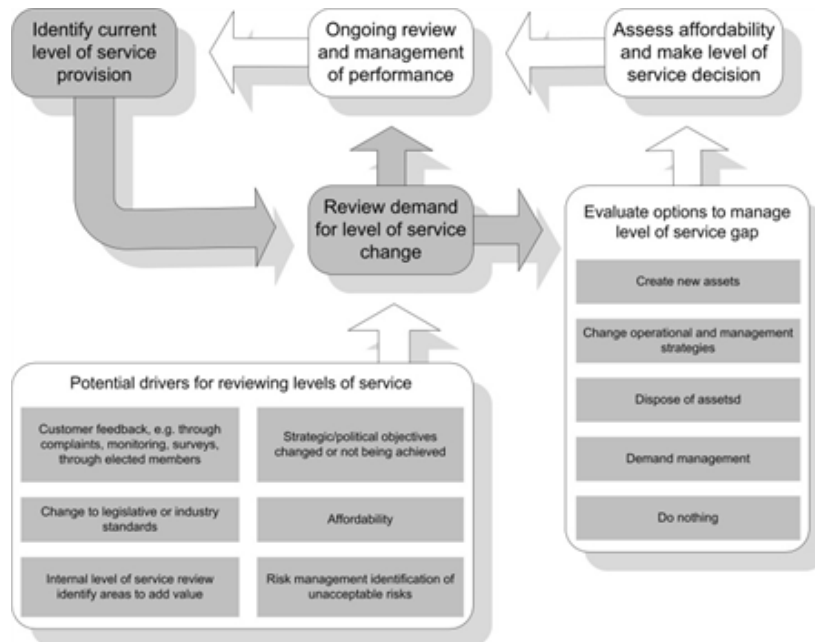 Identify current
level of service
provision
Ongoing review
and management
of performance
Assess affordability
and make level of
service decision
Review demand
for level of service
change
Evaluate options to manage
level of service gap
Create new assets
Change operational and management
strategies
Dispose of assetsd
Demand management
Do nothing
Potential drivers for reviewing levels of service
Customer feedback, e.g. through
complaints, monitoring, surveys,
through elected members
Strategic/political objectives
changed or not being achieved
Change to legislative or industry
standards
Affordability
Internal level of service review
identify areas to add value
Risk management identification of
unacceptable risks